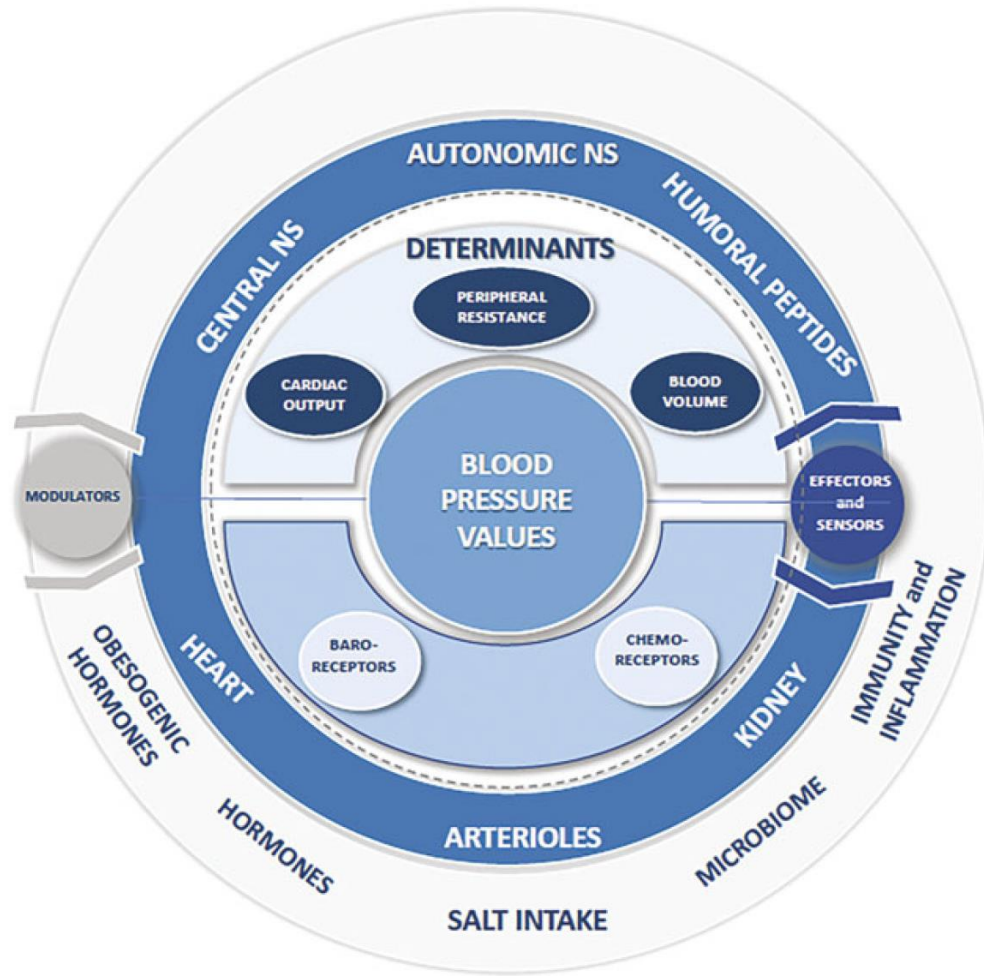 AUTONOMIC NS
CENTRAL NS
HUMORAL PEPTIDES
DETERMINANTS
PERIPHERAL
RESISTANCE
CARDIAC
OUTPUT
BLOOD
VOLUME
BLOOD
PRESSURE
VALUES
MODULATORS
EFFECTORS
and
SENSORS
BARO-
RECEPTORS
CHEMO-
RECEPTORS
HEART
KIDNEY
ARTERIOLES
OBESOGENIC
HORMONES
IMMUNITY and
INFLAMMATION
HORMONES
MICROBIOME
SALT INTAKE